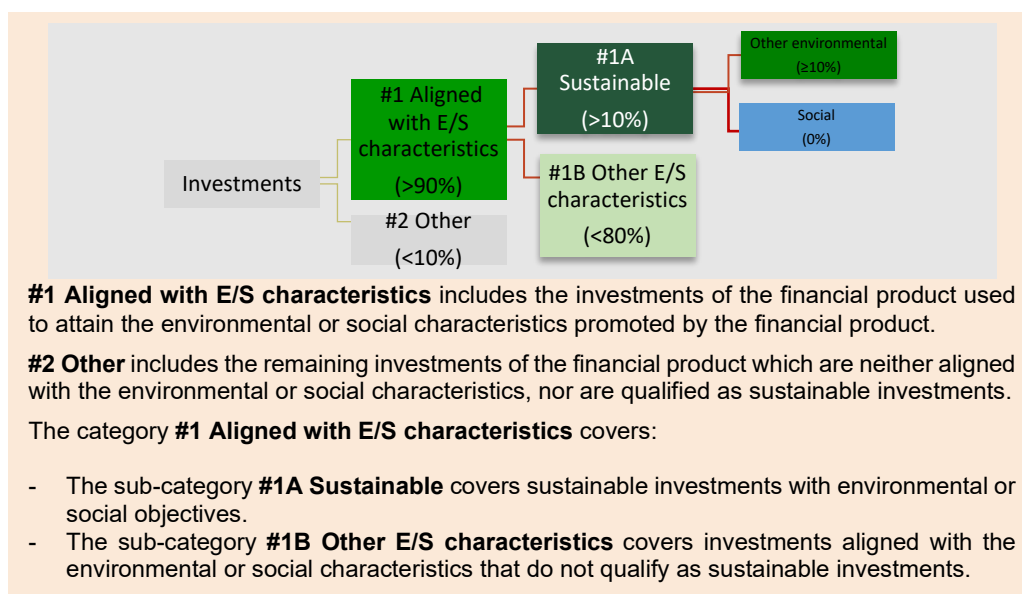 Other environmental
(≥10%)
#1A
Sustainable
(>10%)
Social
(0%)
#1 Aligned
with E/S
characteristics
(>90%)
#1B Other E/S
characteristics
(<80%)
Investments
#2 Other
(<10%)
#1 Aligned with E/S characteristics includes the investments of the financial product used
to attain the environmental or social characteristics promoted by the financial product.
#2 Other includes the remaining investments of the financial product which are neither aligned
with the environmental or social characteristics, nor are qualified as sustainable investments.
The category #1 Aligned with E/S characteristics covers:
- The sub-category #1A Sustainable covers sustainable investments with environmental or
social objectives.
- The sub-category #1B Other E/S characteristics covers investments aligned with the
environmental or social characteristics that do not qualify as sustainable investments.